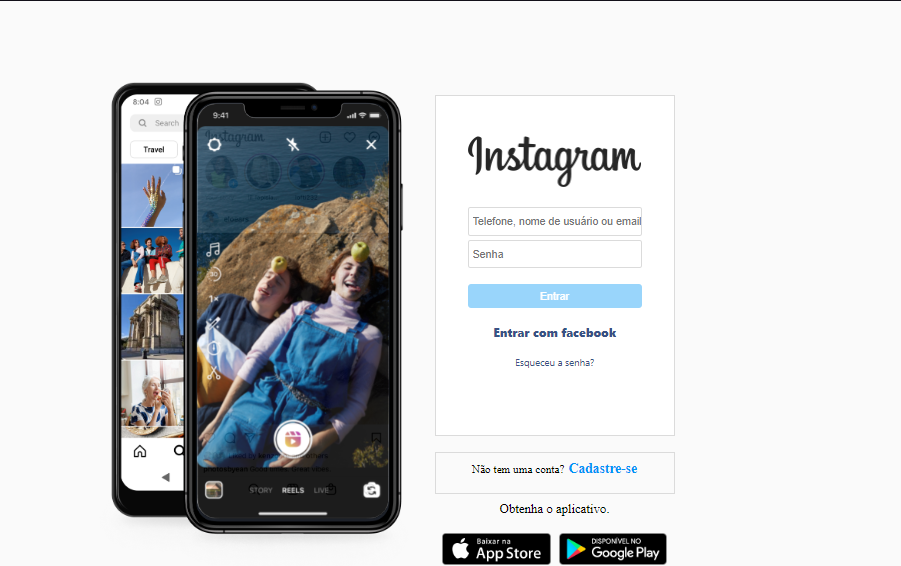 8:04
Search
Travel
9:41
Instagram
STORY REELS LIVE
Instagram
Telefone, nome de usuário ou email
Senha
Entrar
Entrar com facebook
Esqueceu a senha?
Não tem uma conta? Cadastre-se
Obtenha o aplicativo.
Baixar na
App Store
DISPONÍVEL NO
Google Play